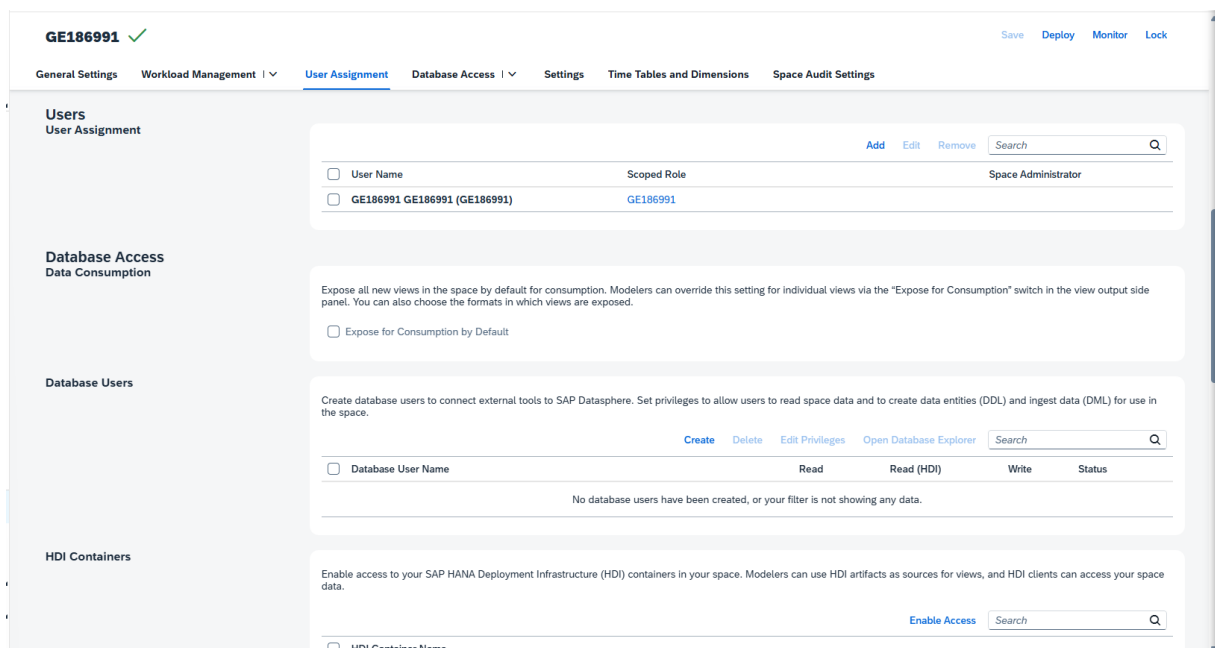 GE186991
Save Deploy Monitor Lock
General Settings Workload Management User Assignment Database Access Settings Time Tables and Dimensions Space Audit Settings
Users
User Assignment
Add Edit Remove Search
User Name Scoped Role Space Administrator
GE186991 GE186991 (GE186991) GE186991
Database Access
Data Consumption
Expose all new views in the space by default for consumption. Modelers can override this setting for individual views via the “Expose for Consumption” switch in the view output side
panel. You can also choose the formats in which views are exposed.
Expose for Consumption by Default
Database Users
Create database users to connect external tools to SAP Datasphere. Set privileges to allow users to read space data and to create data entities (DDL) and ingest data (DML) for use in
the space.
Create Delete Edit Privileges Open Database Explorer Search
Database User Name Read Read (HDI) Write Status
No database users have been created, or your filter is not showing any data.
HDI Containers
Enable access to your SAP HANA Deployment Infrastructure (HDI) containers in your space. Modelers can use HDI artifacts as sources for views, and HDI clients can access your space
data.
Enable Access Search
HDI Container Name